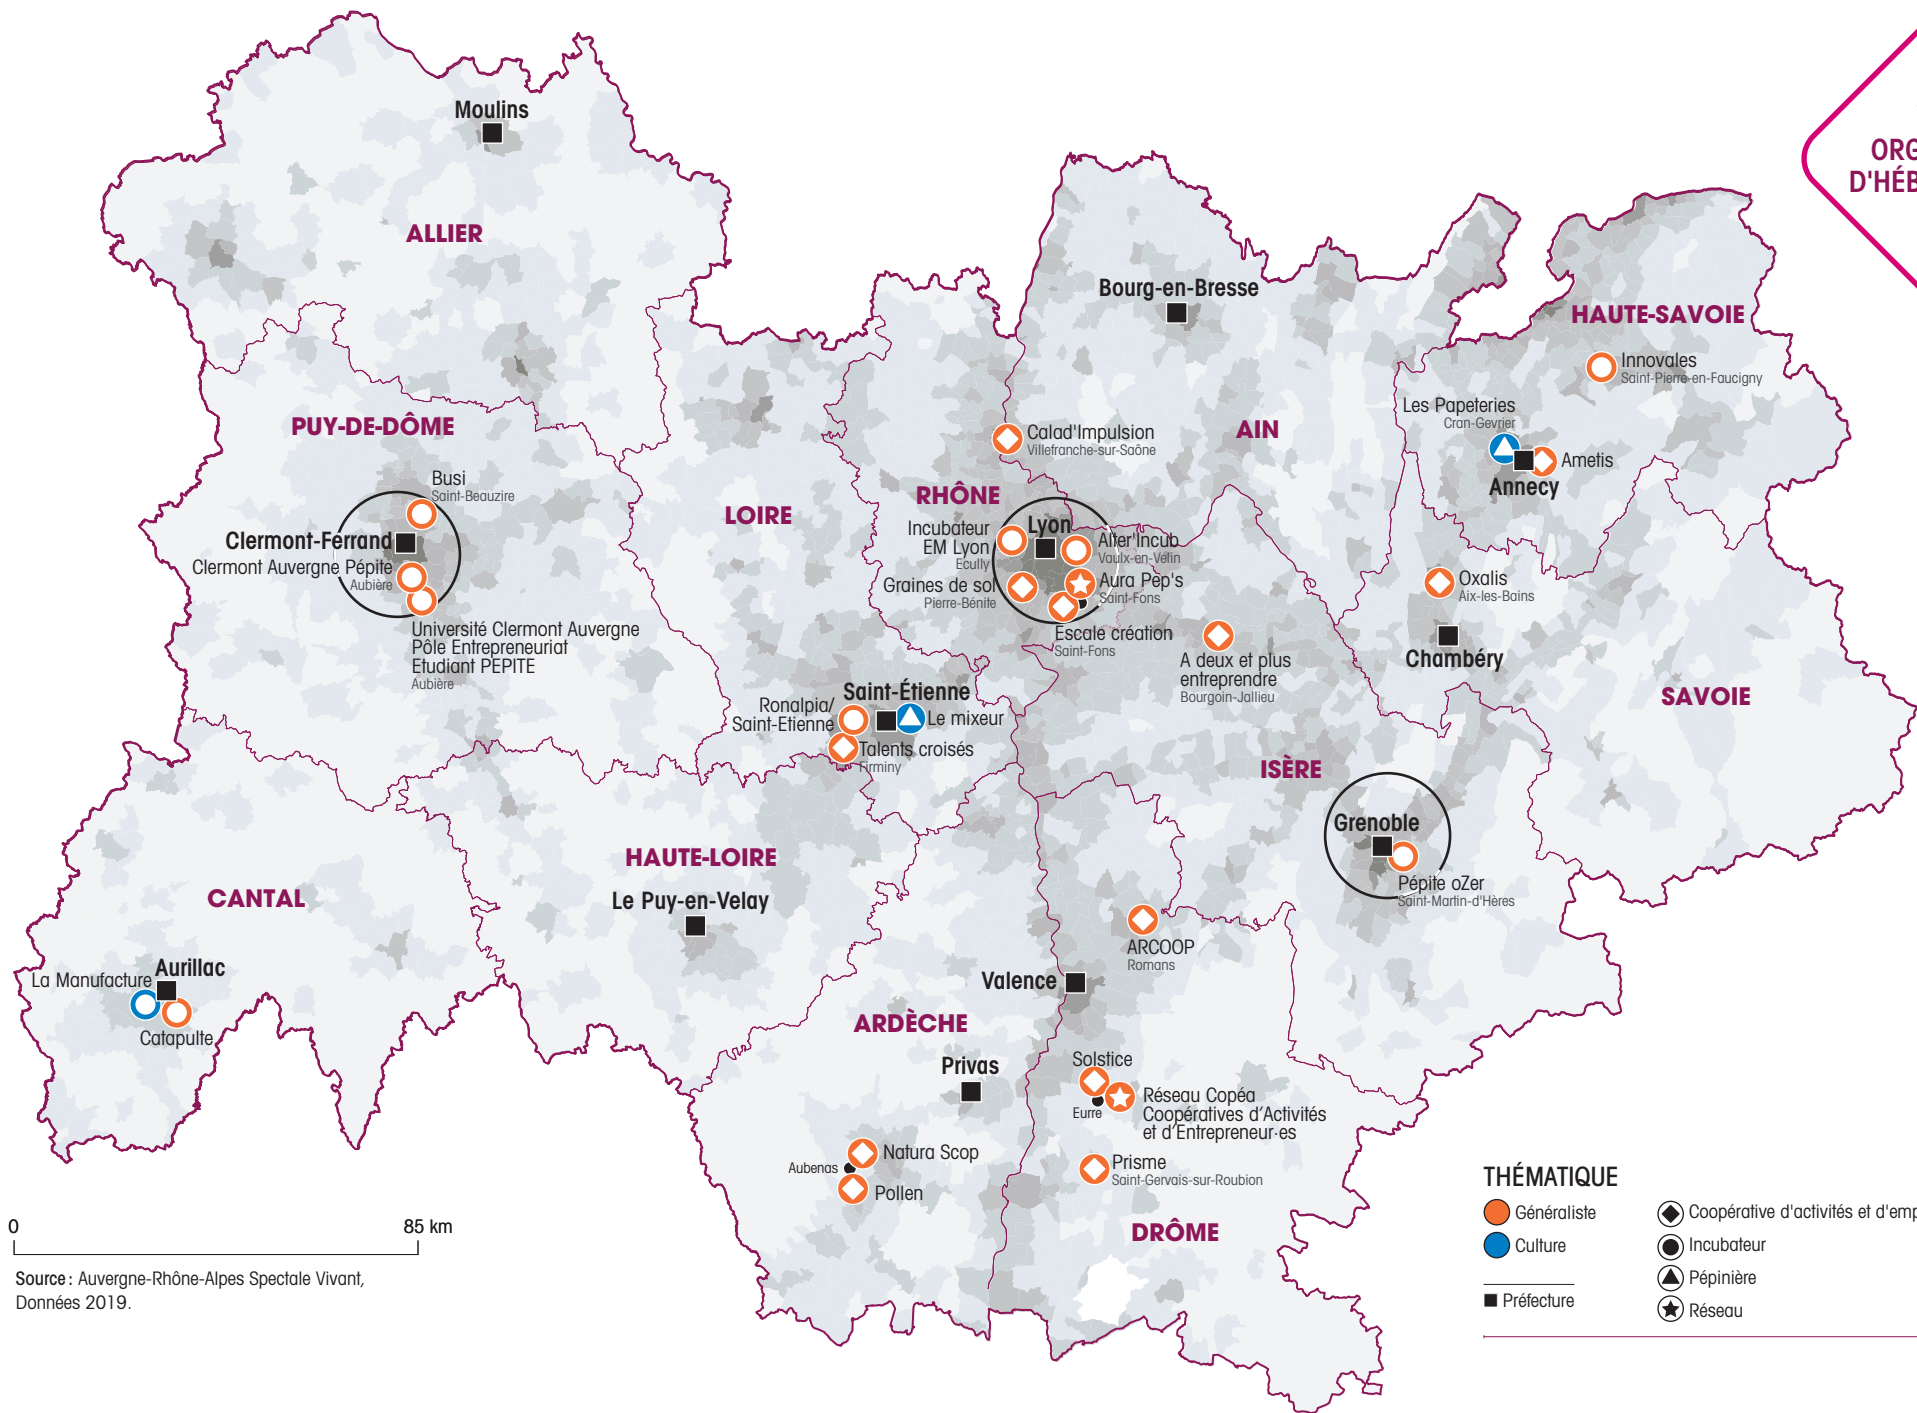 Moulins
ALLIER
ORG
D'HÉB
Bourg-en-Bresse
HAUTE-SAVOIE
Innovales
Saint-Pierre-en-Faucigny
Les Papeteries
Cran-Gevrier
Ametis
Annecy
PUY-DE-DÔME
AIN
Calad'Impulsion
Villefranche-sur-Saône
Busi
Saint-Beauzire
RHÔNE
LOIRE
Clermont-Ferrand
Clermont Auvergne Pépite
Aubière
Université Clermont Auvergne
Pôle Entrepreneuriat
Etudiant PEPITE
Aubière
Incubateur
EM Lyon
Ecully
Lyon
Alter'Incub
Vaulx-en-Velin
Graines de sol
Pierre-Bénite
Aura Pep's
Saint-Fons
Escale création
Saint-Fons
Oxalis
Aix-les-Bains
Chambéry
A deux et plus
entreprendre
Bourgoin-Jallieu
SAVOIE
Saint-Étienne
Ronalpia/
Saint-Etienne
Le mixeur
Talents croisés
Firminy
ISÈRE
Grenoble
Pépite oZer
Saint-Martin-d'Hères
HAUTE-LOIRE
Le Puy-en-Velay
CANTAL
La Manufacture
Aurillac
Catapulte
ARCOOP
Romans
Valence
ARDÈCHE
Privas
Solstice
Eurre
Réseau Copéa
Coopératives d'Activités
et d'Entrepreneur·es
Natura Scop
Aubenas
Pollen
Prisme
Saint-Gervais-sur-Roubion
DRÔME
0
85 km
Source : Auvergne-Rhône-Alpes Spectale Vivant,
Données 2019.
THÉMATIQUE
Généraliste
Culture
Préfecture
Coopérative d'activités et d'emp
Incubateur
Pépinière
Réseau